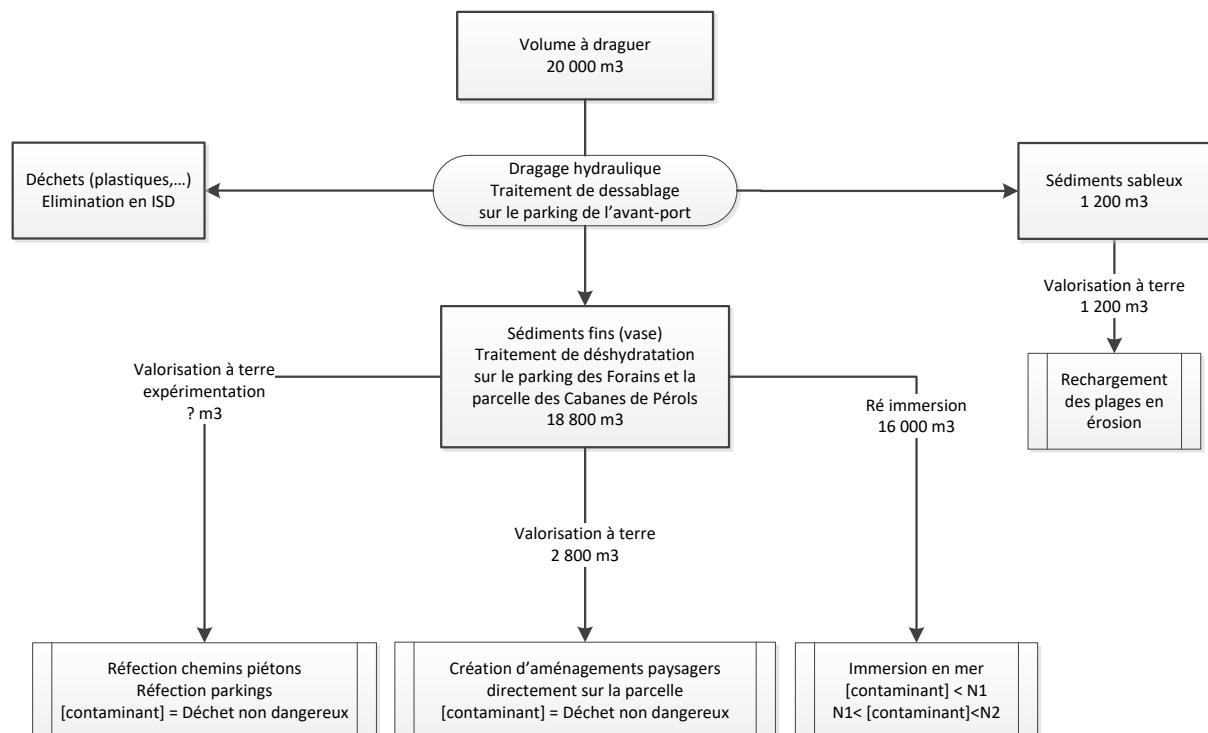 Volume à draguer
20 000 m3
Déchets (plastiques,…)
Elimination en ISD
Dragage hydraulique
Traitement de dessablage
sur le parking de l’avant-port
Sédiments sableux
1 200 m3
Valorisation à terre
1 200 m3
Sédiments fins (vase)
Traitement de déshydratation
sur le parking des Forains et la
parcelle des Cabanes de Pérols
18 800 m3
Valorisation à terre
expérimentation
? m3
Ré immersion
16 000 m3
Rechargement
des plages en
érosion
Valorisation à terre
2 800 m3
Réfection chemins piétons
Réfection parkings
[contaminant] = Déchet non dangereux
Création d’aménagements paysagers
directement sur la parcelle
[contaminant] = Déchet non dangereux
Immersion en mer
[contaminant] < N1
N1< [contaminant]<N2